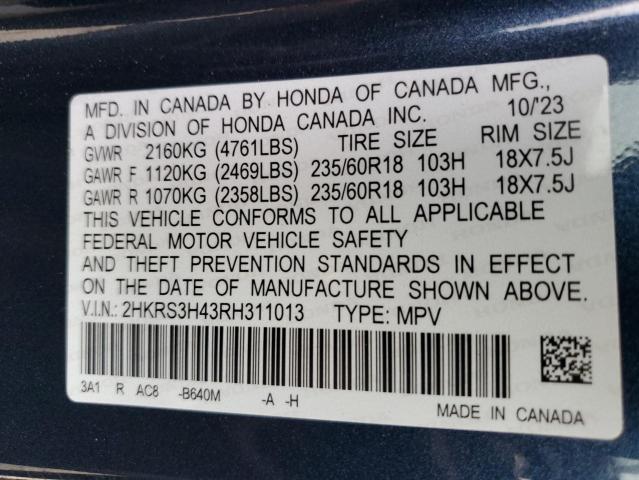 MFD. IN CANADA BY HONDA OF CANADA MFG.,
A DIVISION OF HONDA CANADA INC. 10/'23
GVWR 2160KG (4761LBS) TIRE SIZE RIM SIZE
GAWR F 1120KG (2469LBS) 235/60R18 103H 18X7.5J
GAWR R 1070KG (2358LBS) 235/60R18 103H 18X7.5J
THIS VEHICLE CONFORMS TO ALL APPLICABLE
FEDERAL MOTOR VEHICLE SAFETY
AND THEFT PREVENTION STANDARDS IN EFFECT
ON THE DATE OF MANUFACTURE SHOWN ABOVE.
V.I.N.: 2HKRS3H43RH311013 TYPE: MPV
3A1 R AC8 -B640M -A -H
MADE IN CANADA